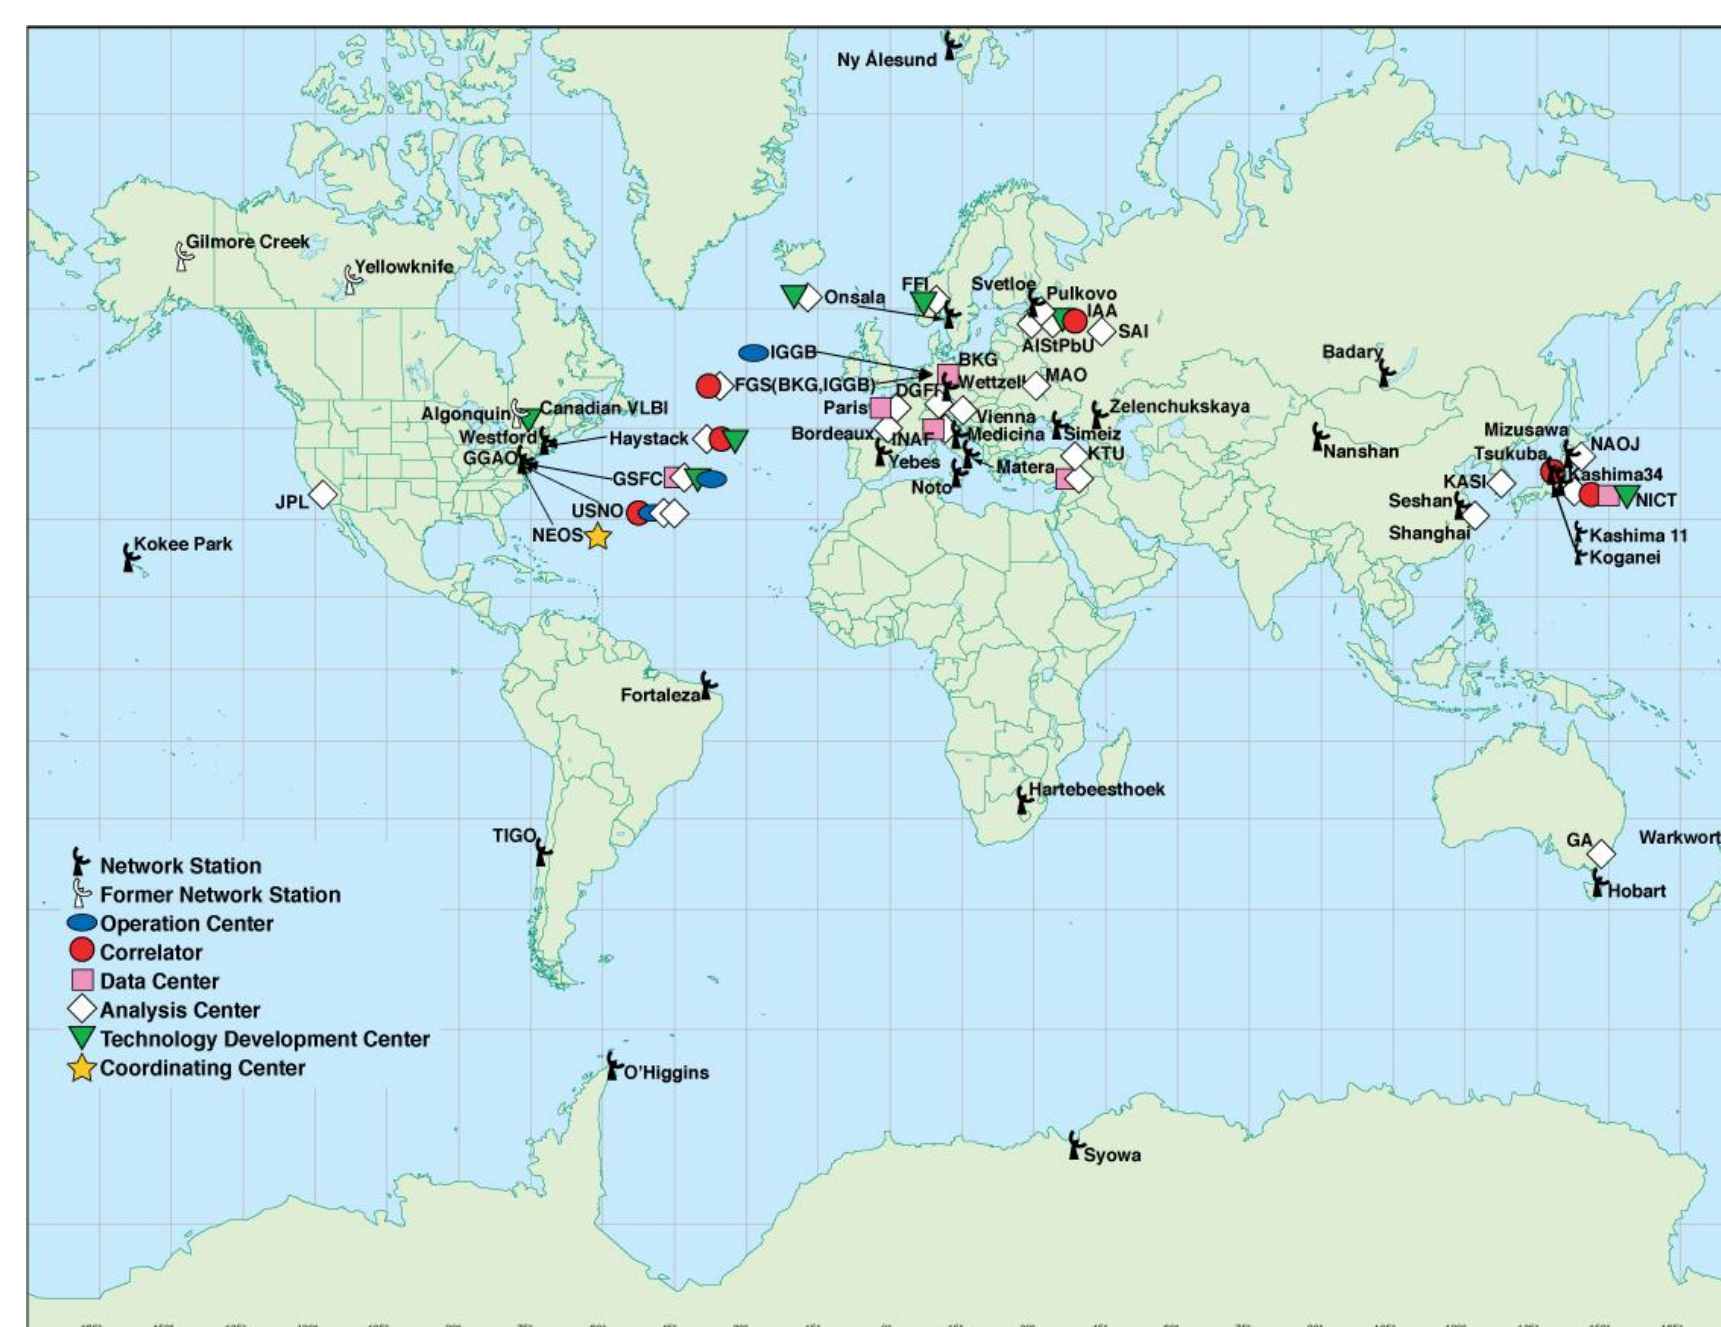 Ny Ålesund
Gilmore Creek
Yellowknife
FFI
Svetloe
Pulkovo
Onsala
IAA
SAI
AIStPbU
IGGB
BKG
Badary
FGS(BKG,IGGB)
DGFI
Wettzell
MAO
Algonquin
Canadian VLBI
Paris
Vienna
Zelenchukskaya
Westford
Haystack
Bordeaux
INAF
Medicina
Simeiz
Mizusawa
NAOJ
GGAO
Yebes
Matera
KTU
Nanshan
Tsukuba
GSFC
Noto
KASI
Kashima34
JPL
USNO
Seshan
NICT
NEOS
Shanghai
Kashima 11
Kokee Park
Koganei
Fortaleza
Hartebeesthoek
TIGO
GA
Warkwort
Hobart
Network Station
Former Network Station
Operation Center
Correlator
Data Center
Analysis Center
Technology Development Center
Coordinating Center
O'Higgins
Syowa